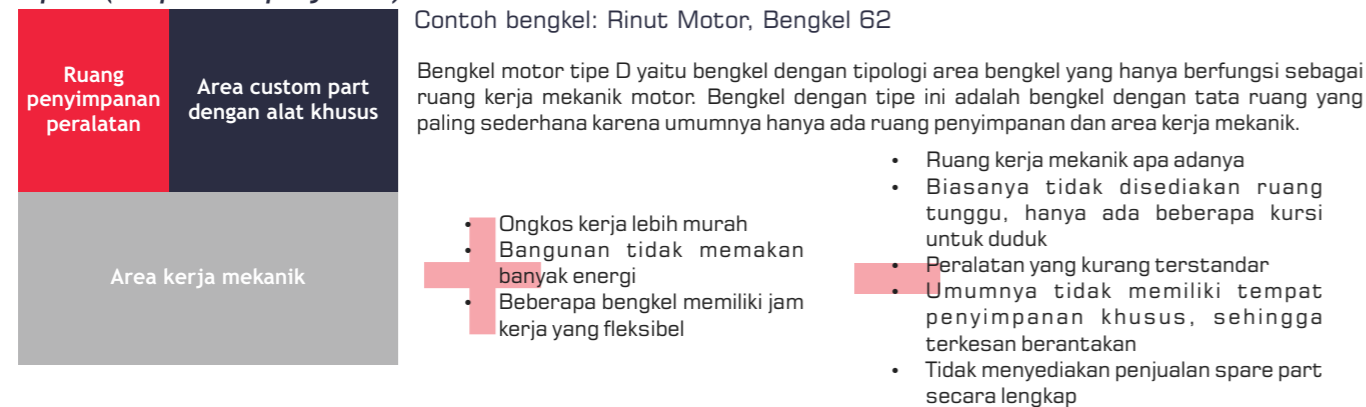 Contoh bengkel: Rinut Motor, Bengkel 62
Ruang
penyimpanan
peralatan
Area custom part
dengan alat khusus
Area kerja mekanik
Bengkel motor tipe D yaitu bengkel dengan tipologi area bengkel yang hanya berfungsi sebagai
ruang kerja mekanik motor. Bengkel dengan tipe ini adalah bengkel dengan tata ruang yang
paling sederhana karena umumnya hanya ada ruang penyimpanan dan area kerja mekanik.
• Ongkos kerja lebih murah
• Bangunan tidak memakan
banyak energi
• Beberapa bengkel memiliki jam
kerja yang fleksibel
• Ruang kerja mekanik apa adanya
• Biasanya tidak disediakan ruang
tunggu, hanya ada beberapa kursi
untuk duduk
• Peralatan yang kurang terstandar
• Umumnya tidak memiliki tempat
penyimpanan khusus, sehingga
terkesan berantakan
• Tidak menyediakan penjualan spare part
secara lengkap